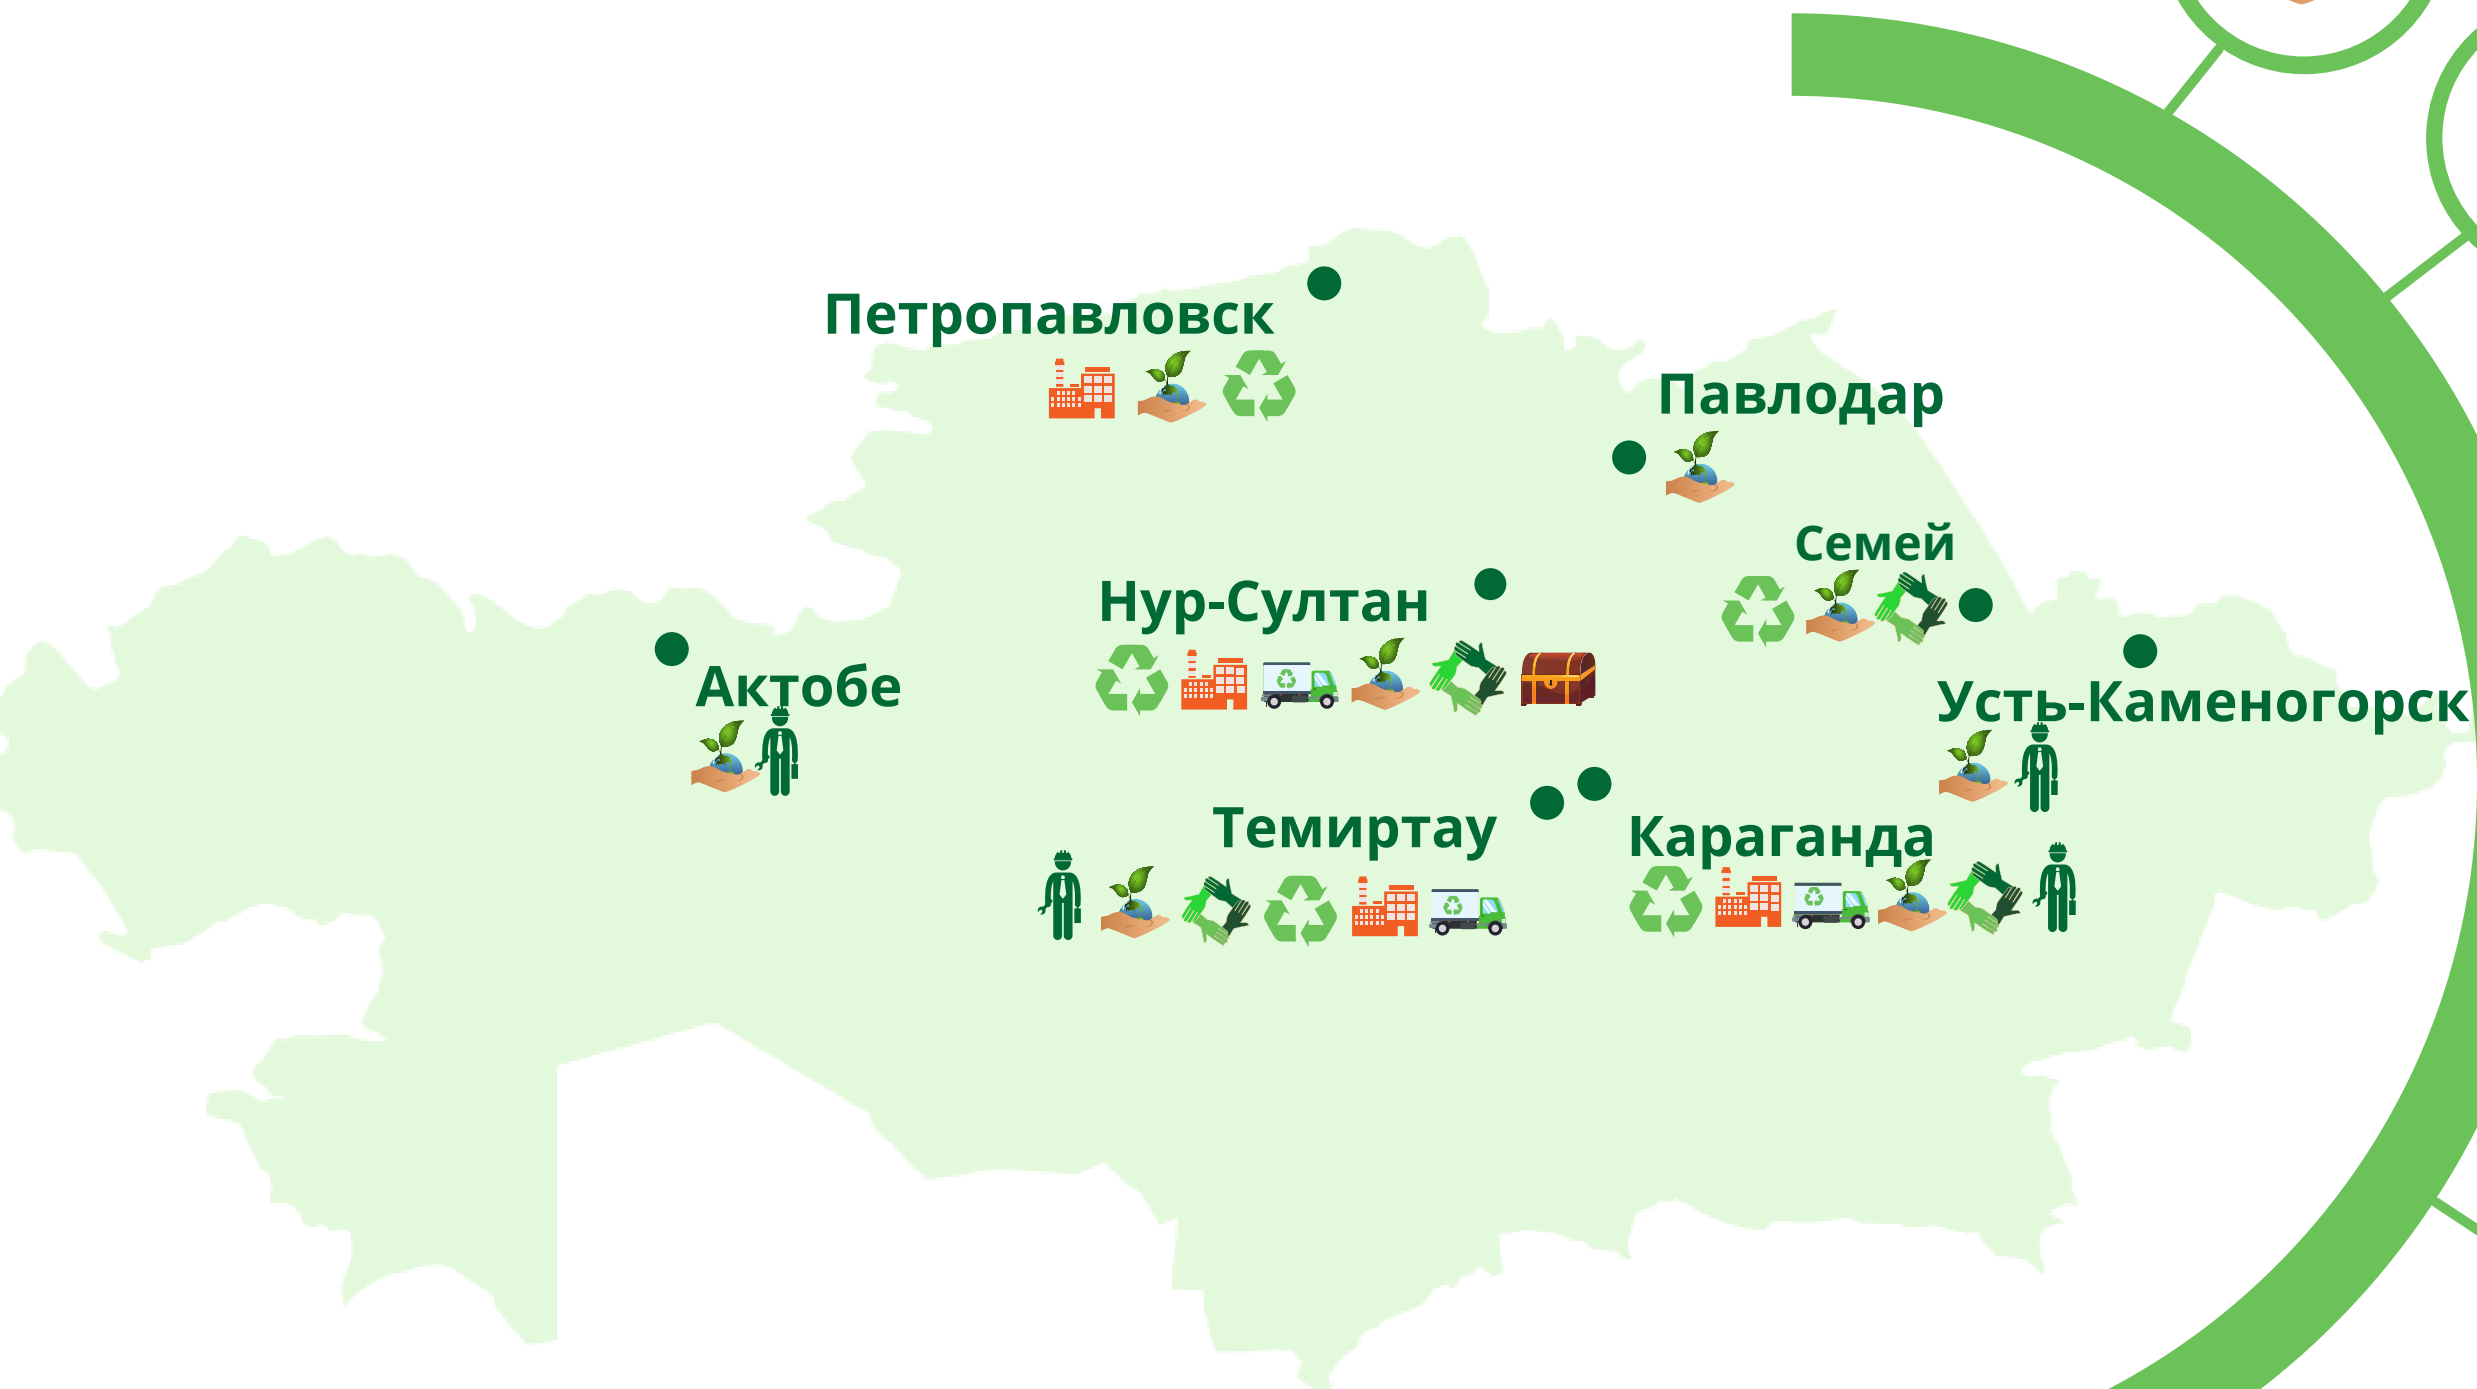 Петропавловск
Павлодар
Семей
Нур-Султан
Актобе
Усть-Каменогорск
Темиртау
Караганда